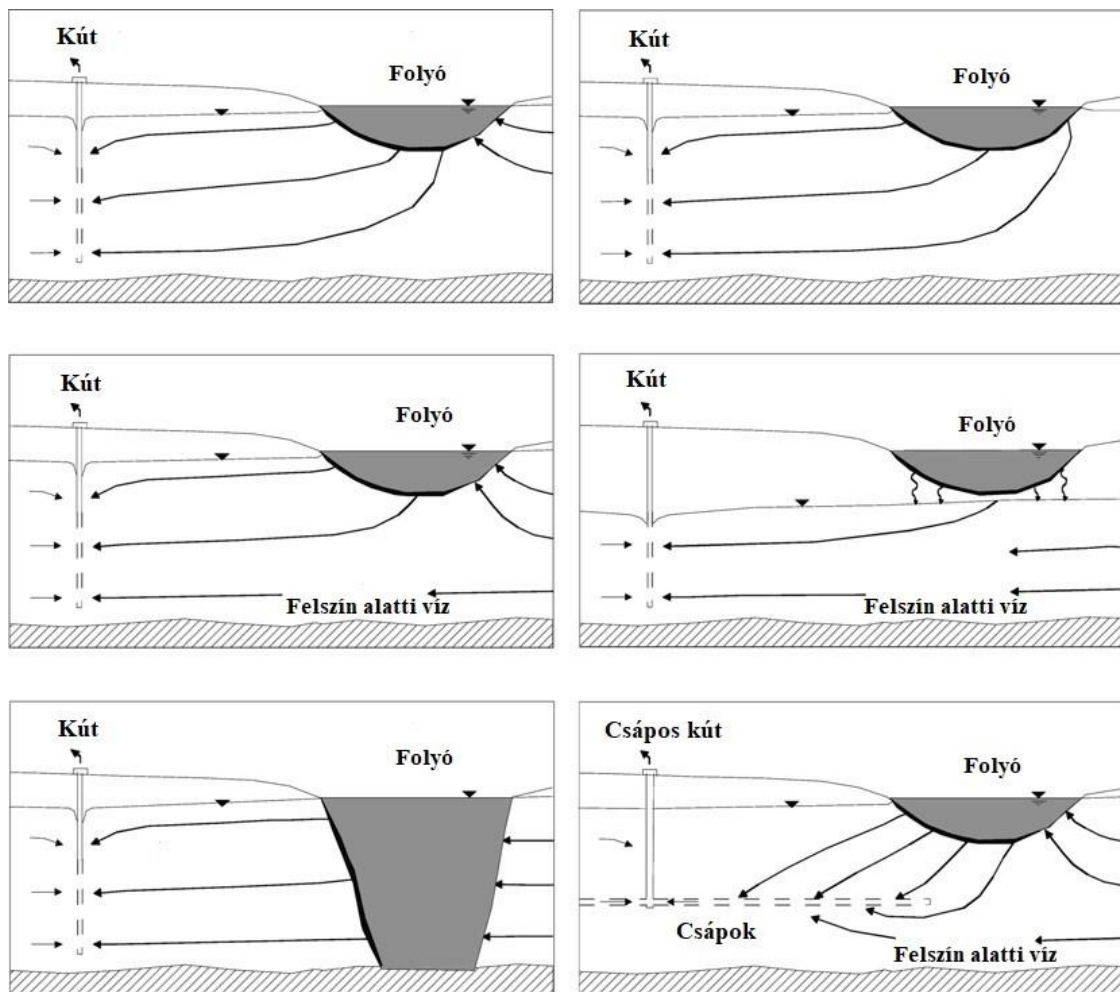 Kút
Folyó
Kút
Folyó
Kút
Folyó
Felszín alatti víz
Kút
Folyó
Felszín alatti víz
Kút
Folyó
Csápos kút
Folyó
Csápok
Felszín alatti víz